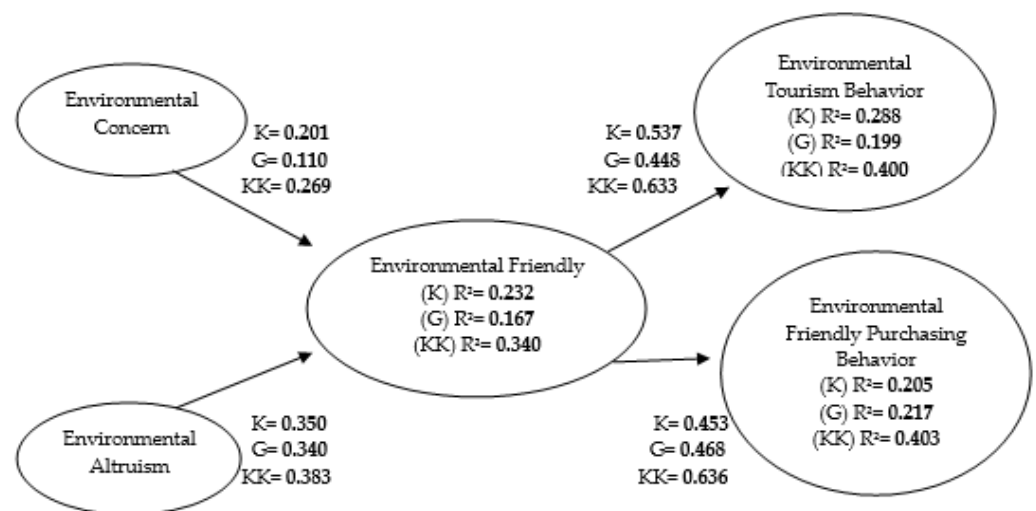 Environmental
Concern
K= 0.201
G= 0.110
KK= 0.269
K= 0.537
G= 0.448
KK= 0.633
Environmental
Tourism Behavior
(K) R²= 0.288
(G) R²= 0.199
(KK) R²= 0.400
Environmental Friendly
(K) R²= 0.232
(G) R²= 0.167
(KK) R²= 0.340
Environmental
Friendly Purchasing
Behavior
(K) R²= 0.205
(G) R²= 0.217
(KK) R²= 0.403
Environmental
Altruism
K= 0.350
G= 0.340
KK= 0.383
K= 0.453
G= 0.468
KK= 0.636